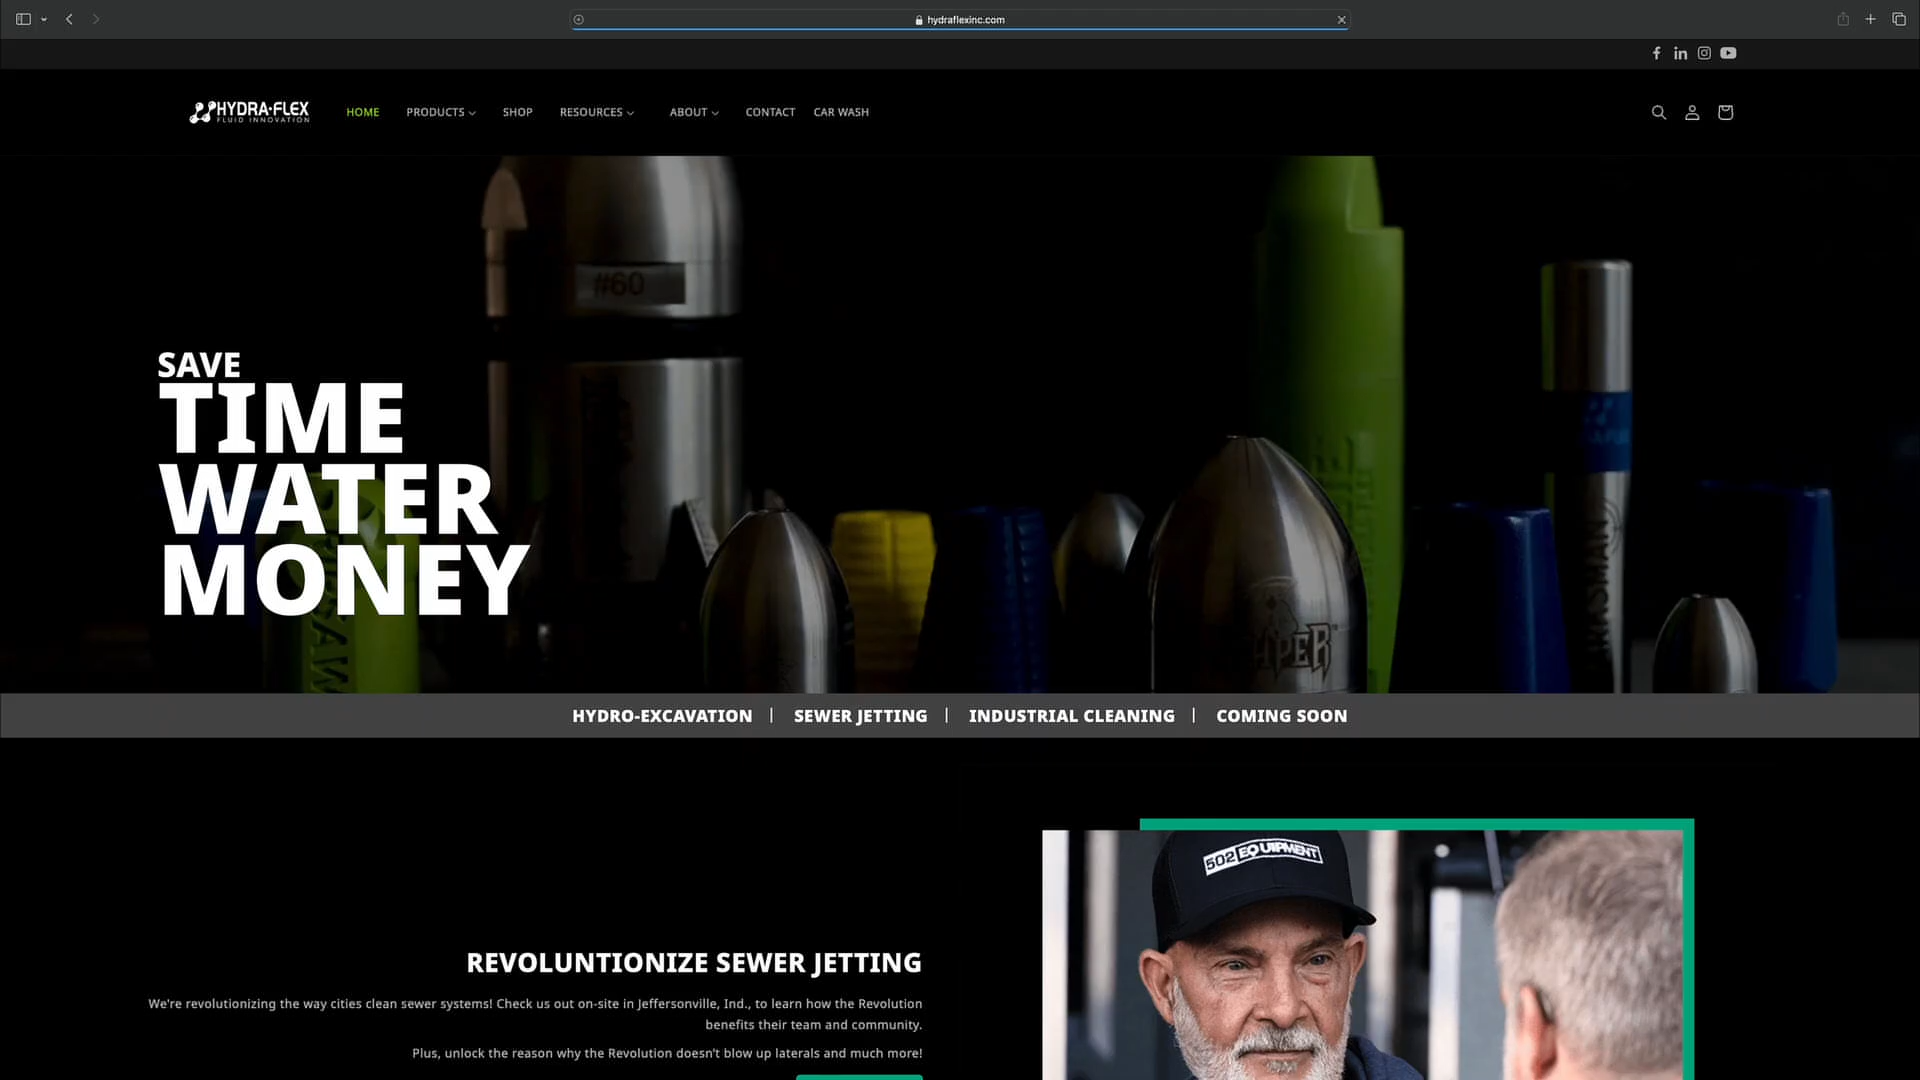 hydraflexinc.com
HYDRA-FLEX
FLUID INNOVATION
HOME
PRODUCTS
SHOP
RESOURCES
ABOUT
CONTACT
CAR WASH
#60
SAVE
TIME
WATER
MONEY
HYDRO-EXCAVATION | SEWER JETTING | INDUSTRIAL CLEANING | COMING SOON
502 EQUIPMENT
REVOLUNTIONIZE SEWER JETTING
We're revolutionizing the way cities clean sewer systems! Check us out on-site in Jeffersonville, Ind., to learn how the Revolution
benefits their team and community.
Plus, unlock the reason why the Revolution doesn't blow up laterals and much more!